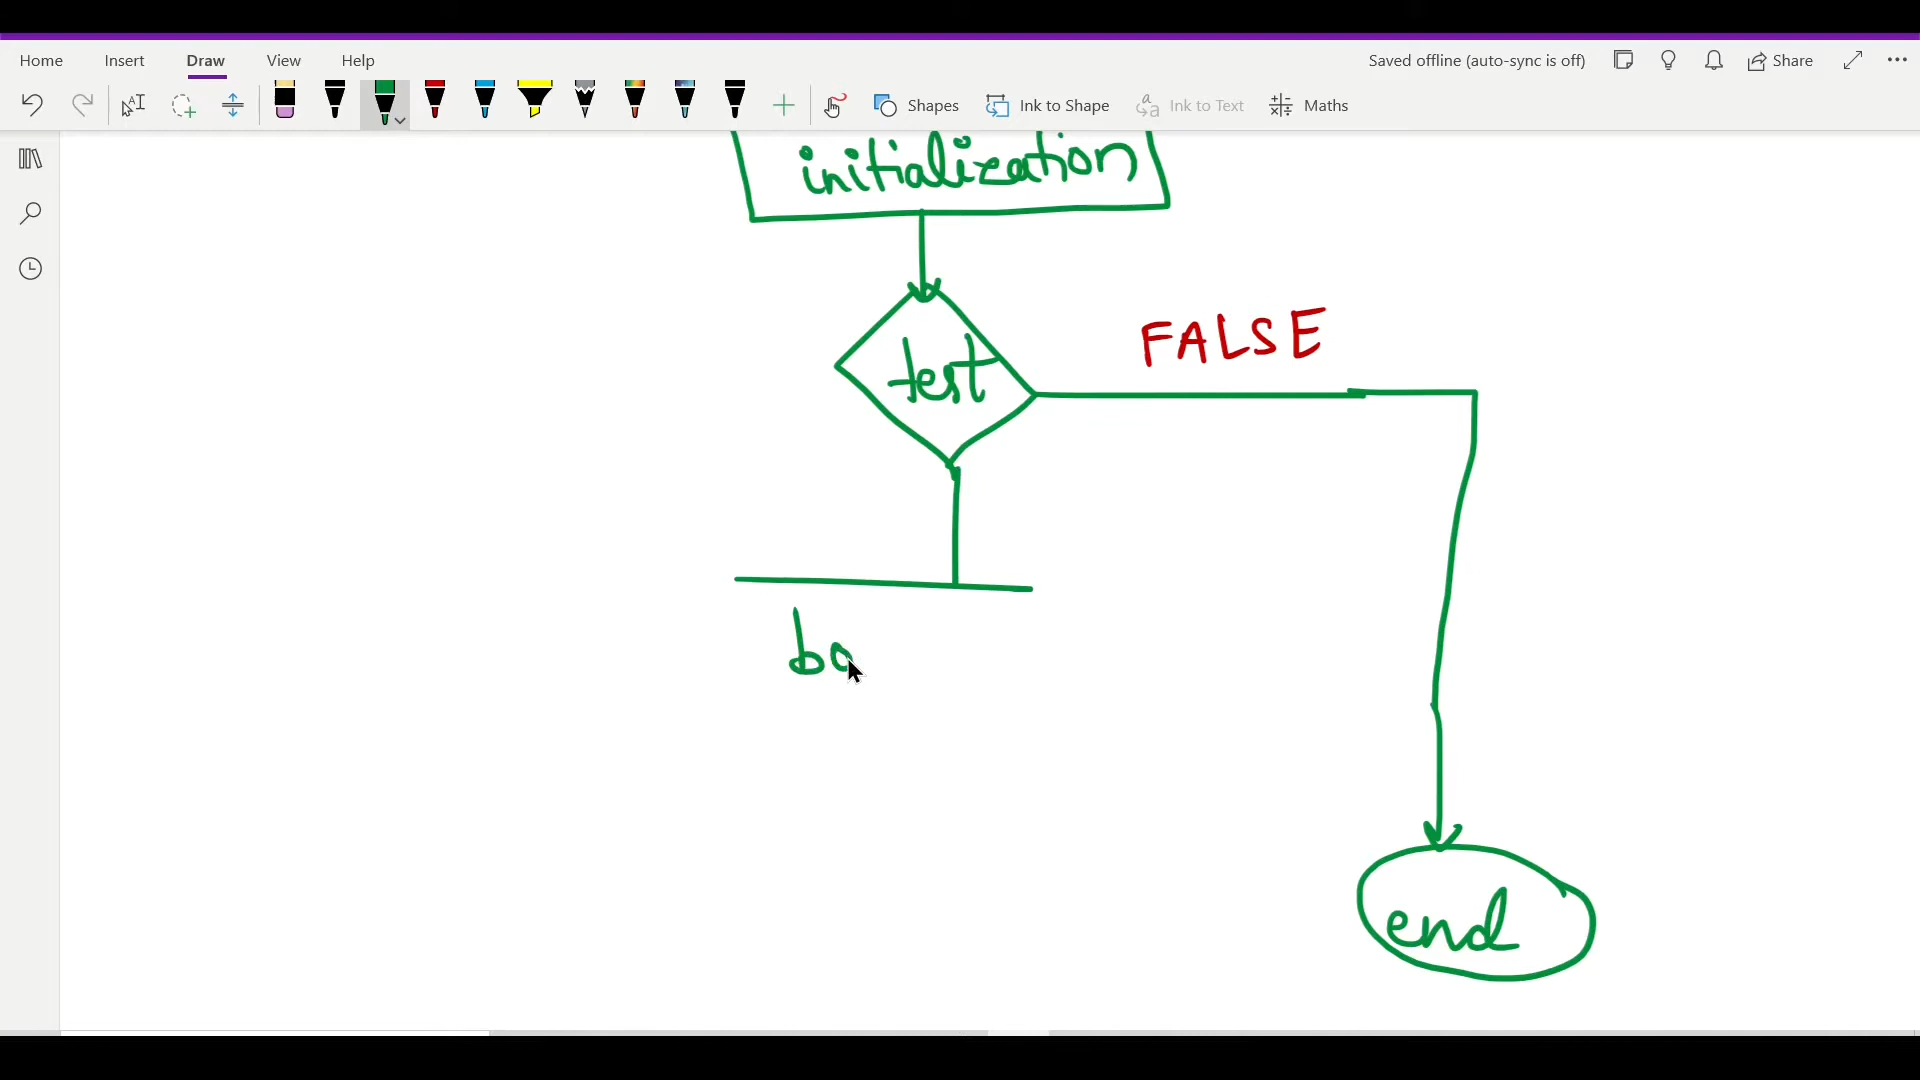 Home Insert Draw View Help Saved offline (auto-sync is off) Share
Shapes Ink to Shape Ink to Text Maths
initialization
FALSE
test
bo
end